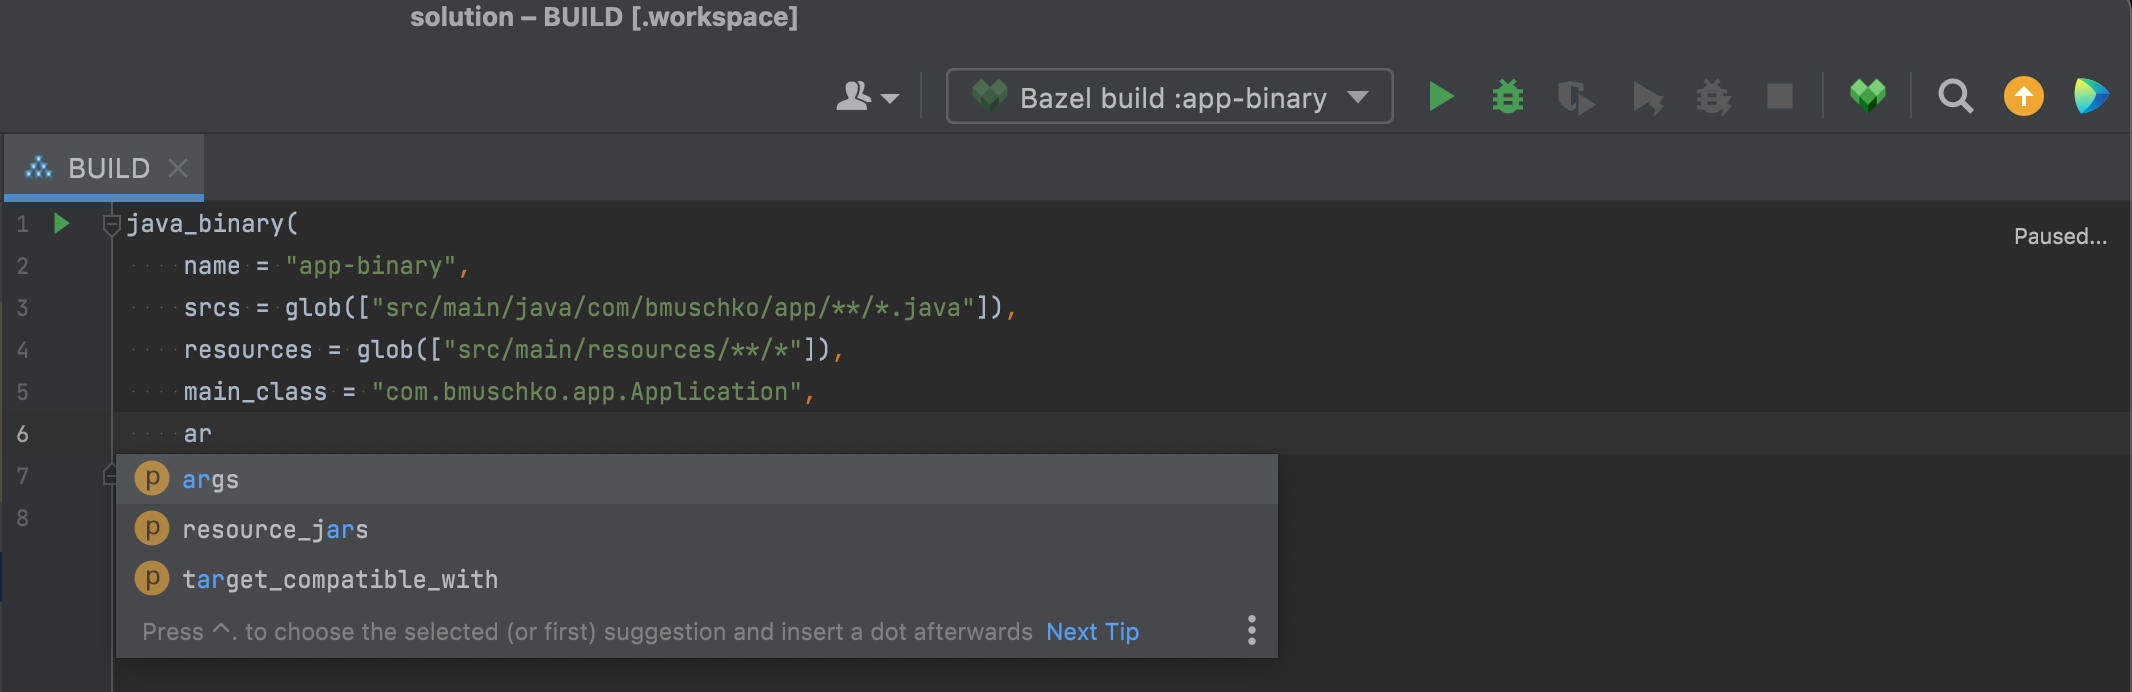 solution – BUILD [.workspace]
Bazel build :app-binary
BUILD
1 java_binary(
Paused...
2 name = "app-binary",
3 srcs = glob(["src/main/java/com/bmuschko/app/**/*.java"]),
4 resources = glob(["src/main/resources/**/*"]),
5 main_class = "com.bmuschko.app.Application",
6 ar
7
8
p args
p resource_jars
p target_compatible_with
Press ^. to choose the selected (or first) suggestion and insert a dot afterwards Next Tip